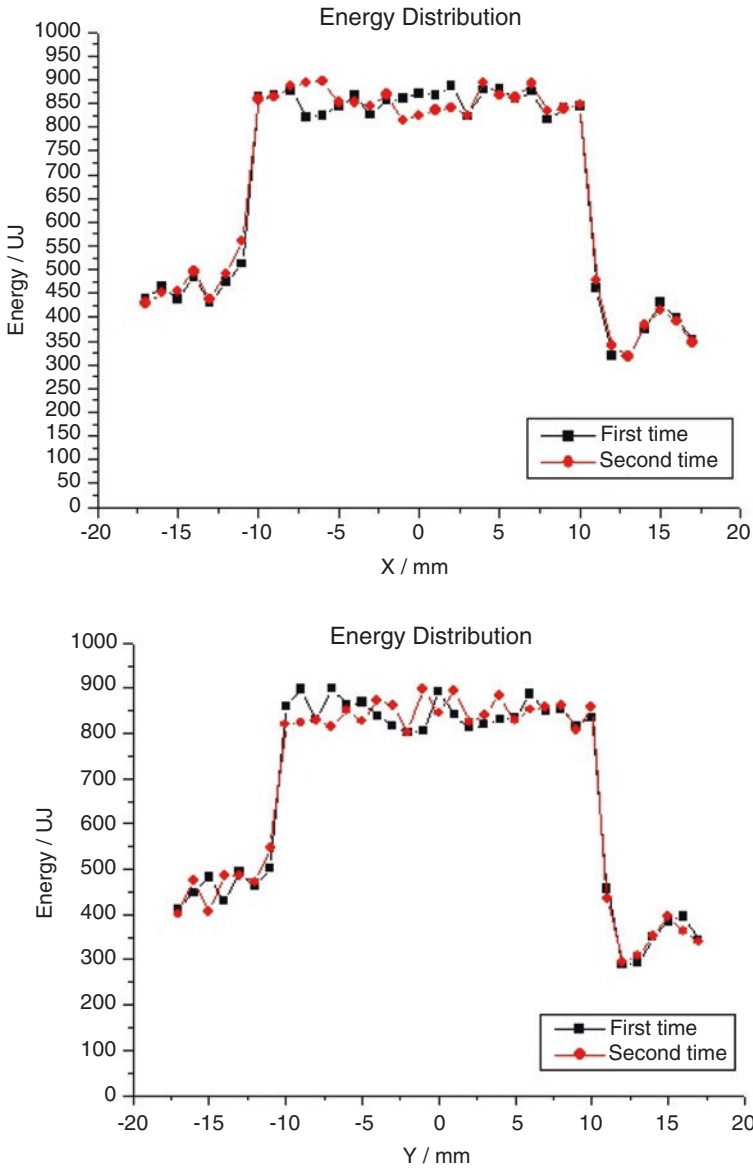 Energy Distribution
1000
950
900
850
800
750
700
650
600
550
500
450
400
350
300
250
200
150
100
50
0
Energy / UJ
First time
Second time
-20 -15 -10 -5 0 5 10 15 20
X / mm
Energy Distribution
1000
900
800
700
600
500
400
300
200
100
0
Energy / UJ
First time
Second time
-20 -15 -10 -5 0 5 10 15 20
Y / mm